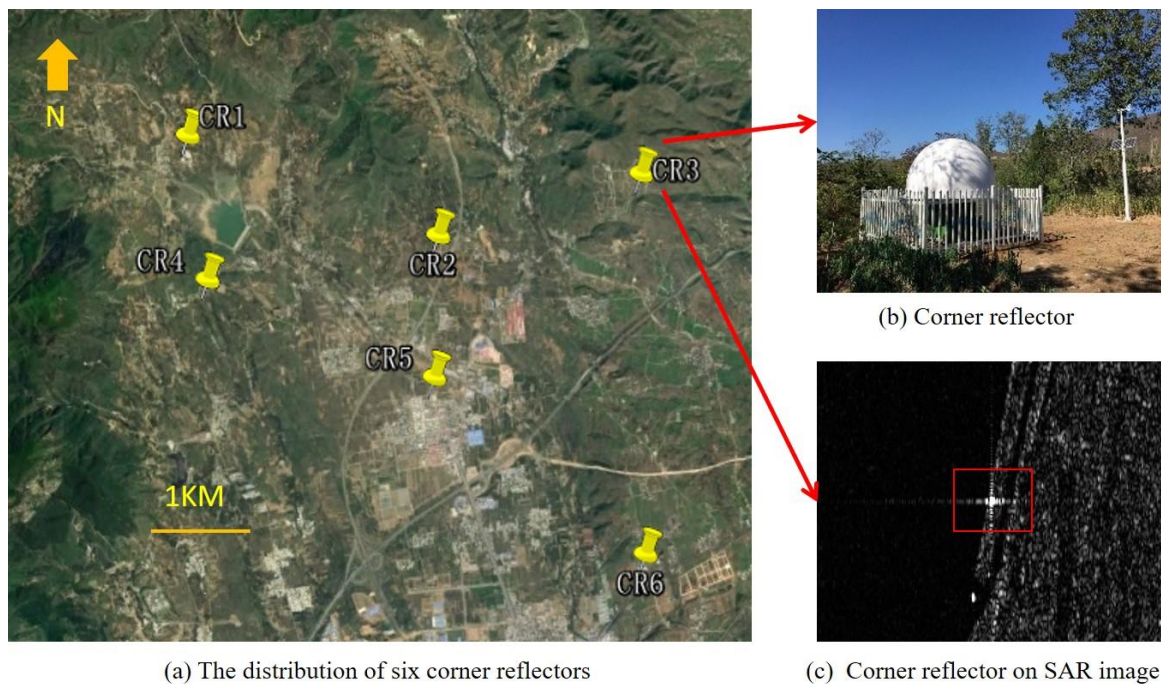 N
CR1
CR3
CR2
CR4
CR5
1KM
CR6
(a) The distribution of six corner reflectors
(b) Corner reflector
(c) Corner reflector on SAR image